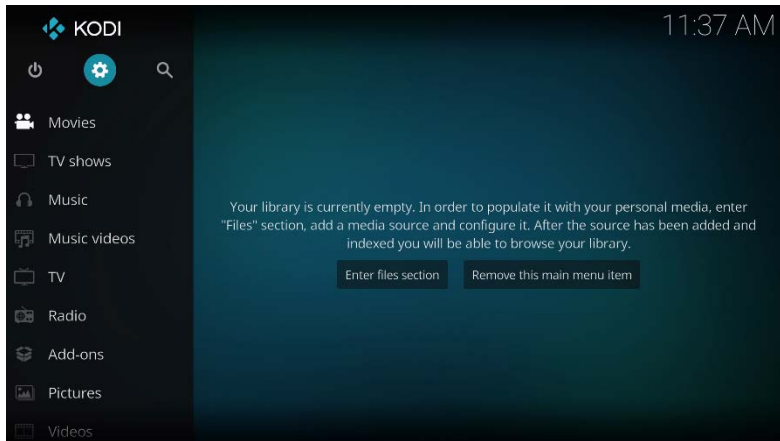 KODI
11:37 AM
Movies
TV shows
Music
Music videos
TV
Radio
Add-ons
Pictures
Videos
Your library is currently empty. In order to populate it with your personal media, enter
"Files" section, add a media source and configure it. After the source has been added and
indexed you will be able to browse your library.
Enter files section
Remove this main menu item